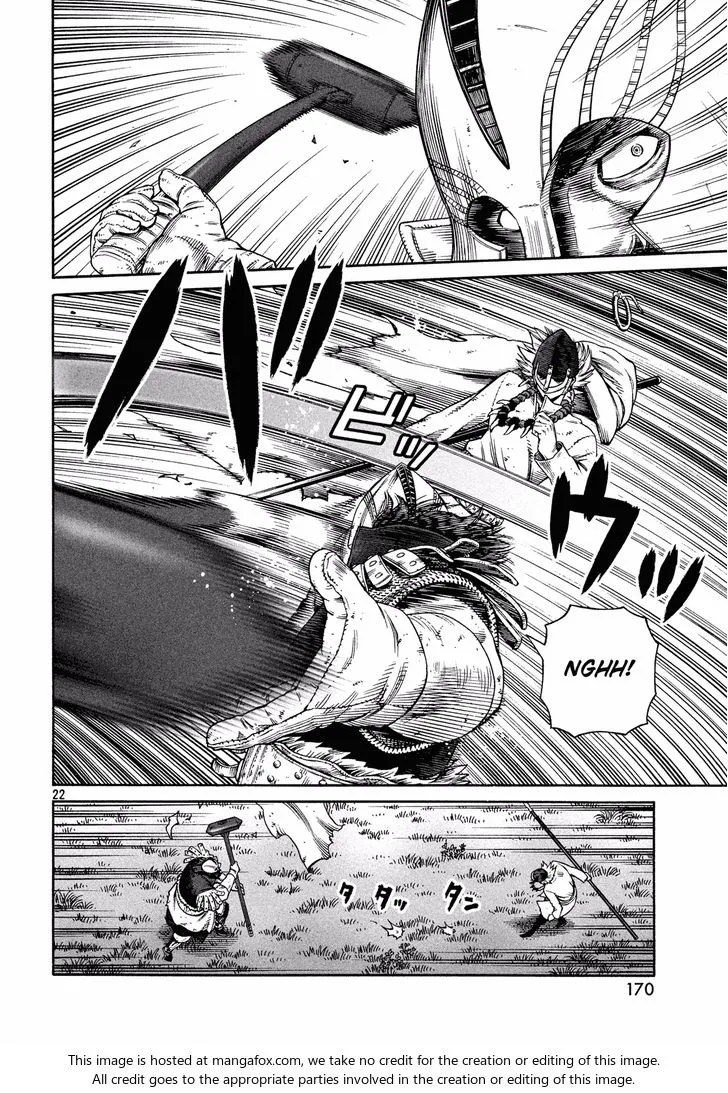 ババッ
ビッ
NGHH!
22
タ タッ タン
170
This image is hosted at mangafox.com, we take no credit for the creation or editing of this image.
All credit goes to the appropriate parties involved in the creation or editing of this image.